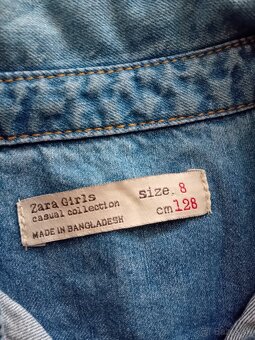 Zara Girls
casual collection
MADE IN BANGLADESH
size. 8
cm 128